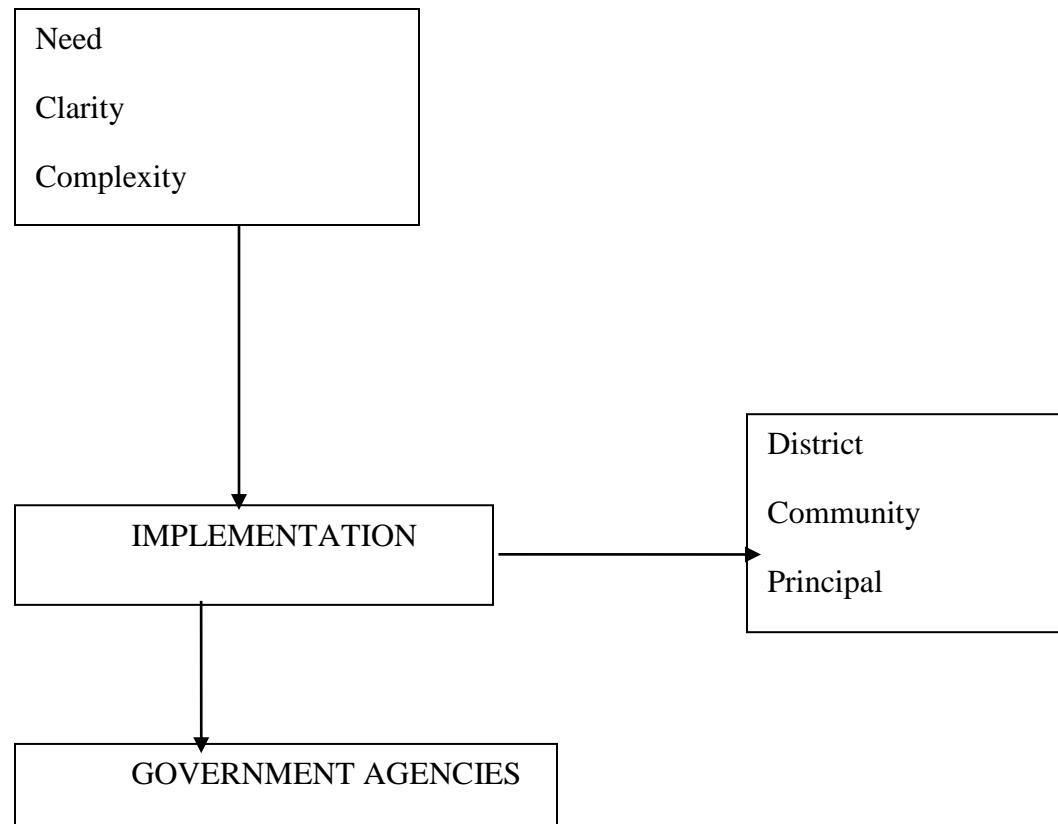 Need
Clarity
Complexity
District
Community
Principal
IMPLEMENTATION
GOVERNMENT AGENCIES